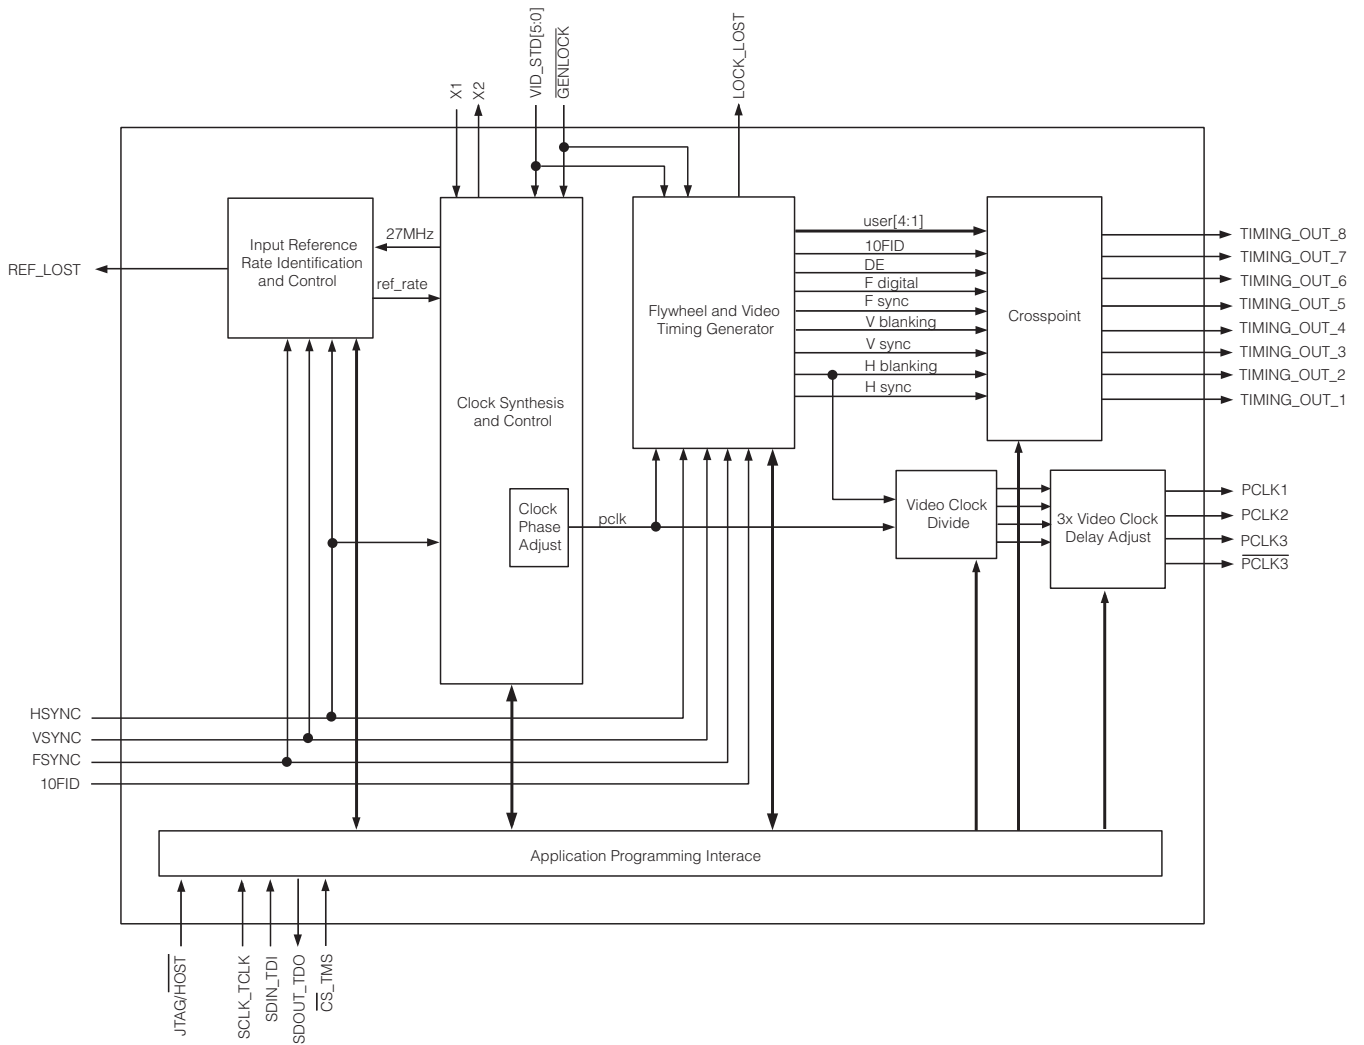 X1
X2
VID_STD[5:0]
GENLOCK
LOCK_LOST
Input Reference
Rate Identification
and Control
27MHz
ref_rate
REF_LOST
Clock Synthesis
and Control
Clock
Phase
Adjust
pclk
Flywheel and Video
Timing Generator
user[4:1]
10FID
DE
F digital
F sync
V blanking
V sync
H blanking
H sync
Crosspoint
TIMING_OUT_8
TIMING_OUT_7
TIMING_OUT_6
TIMING_OUT_5
TIMING_OUT_4
TIMING_OUT_3
TIMING_OUT_2
TIMING_OUT_1
Video Clock
Divide
3x Video Clock
Delay Adjust
PCLK1
PCLK2
PCLK3
PCLK3
HSYNC
VSYNC
FSYNC
10FID
Application Programming Interace
JTAG/HOST
SCLK_TCLK
SDIN_TDI
SDOUT_TDO
CS_TMS